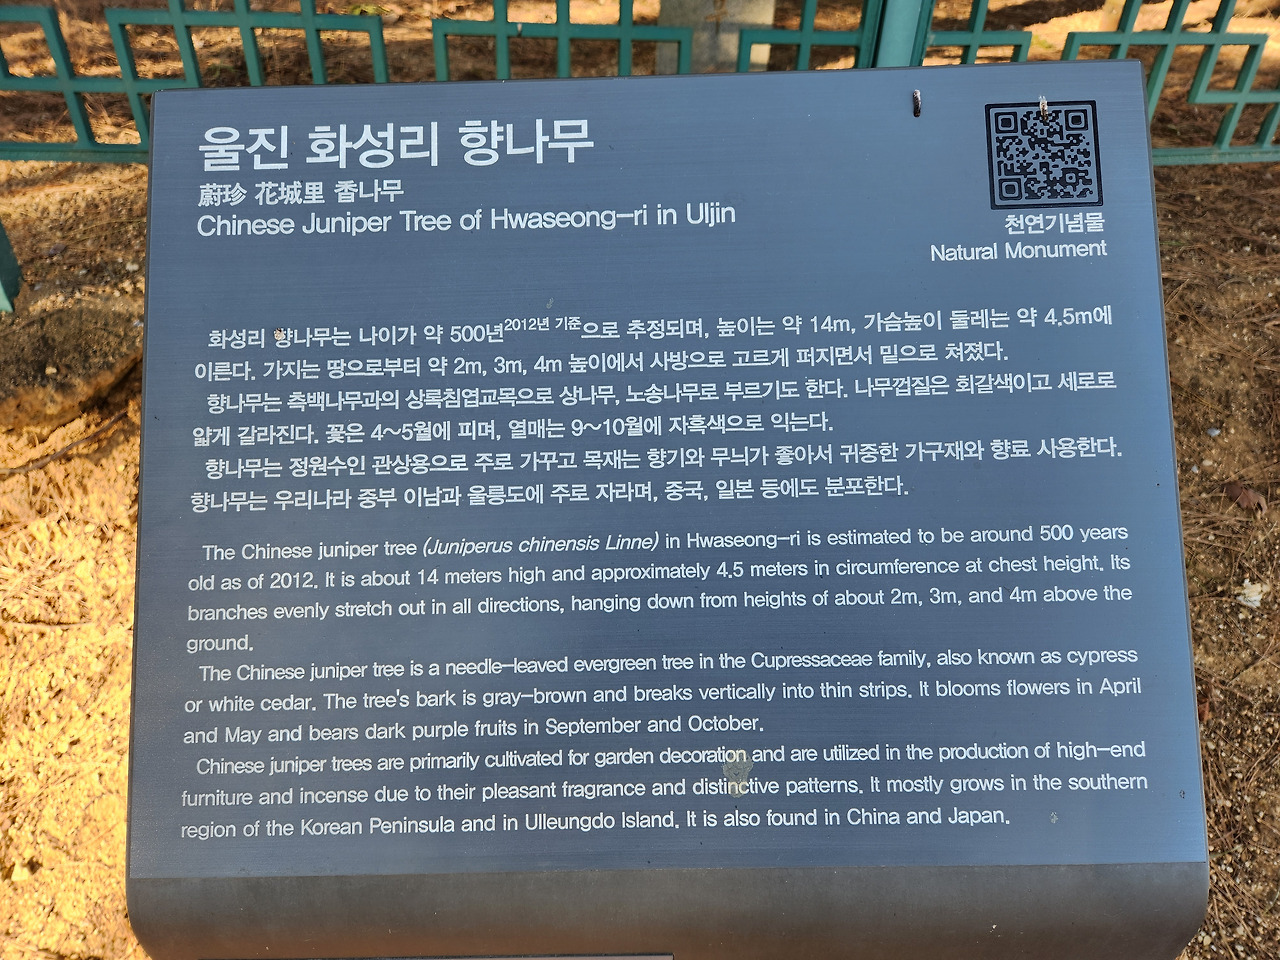 울진 화성리 향나무
蔚珍 花城里 香나무
Chinese Juniper Tree of Hwaseong-ri in Uljin
천연기념물
Natural Monument
화성리 향나무는 나이가 약 500년2012년 기준으로 추정되며, 높이는 약 14m, 가슴높이 둘레는 약 4.5m에
이른다. 가지는 땅으로부터 약 2m, 3m, 4m 높이에서 사방으로 고르게 퍼지면서 밑으로 처졌다.
향나무는 측백나무과의 상록침엽교목으로 상나무, 노송나무로 부르기도 한다. 나무껍질은 회갈색이고 세로로
얇게 갈라진다. 꽃은 4~5월에 피며, 열매는 9~10월에 자흑색으로 익는다.
향나무는 정원수인 관상용으로 주로 가꾸고 목재는 향기와 무늬가 좋아서 귀중한 가구재와 향료 사용한다.
향나무는 우리나라 중부 이남과 울릉도에 주로 자라며, 중국, 일본 등에도 분포한다.
The Chinese juniper tree (Juniperus chinensis Linne) in Hwaseong-ri is estimated to be around 500 years
old as of 2012. It is about 14 meters high and approximately 4.5 meters in circumference at chest height. Its
branches evenly stretch out in all directions, hanging down from heights of about 2m, 3m, and 4m above the
ground.
The Chinese juniper tree is a needle-leaved evergreen tree in the Cupressaceae family, also known as cypress
or white cedar. The tree's bark is gray-brown and breaks vertically into thin strips. It blooms flowers in April
and May and bears dark purple fruits in September and October.
Chinese juniper trees are primarily cultivated for garden decoration and are utilized in the production of high-end
furniture and incense due to their pleasant fragrance and distinctive patterns. It mostly grows in the southern
region of the Korean Peninsula and in Ulleungdo Island. It is also found in China and Japan.